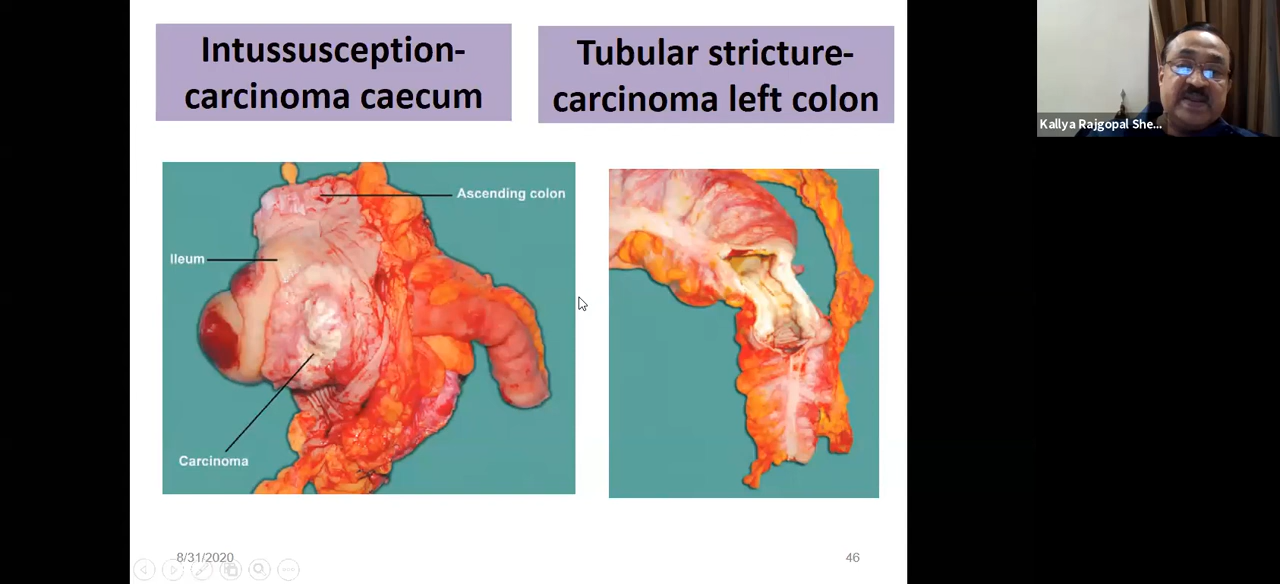 Intussusception-
carcinoma caecum
Tubular stricture-
carcinoma left colon
Kallya Rajgopal She...
Ascending colon
Ileum
Carcinoma
8/31/2020
46